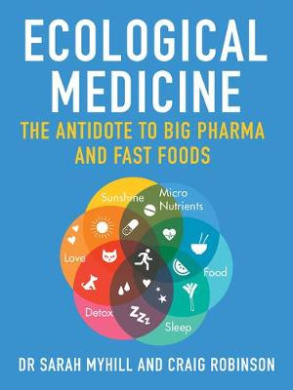 ECOLOGICAL
MEDICINE
THE ANTIDOTE TO BIG PHARMA
AND FAST FOODS
Sunshine
Micro
Nutrients
Love
Food
Detox
Sleep
ZZZ
DR SARAH MYHILL AND CRAIG ROBINSON